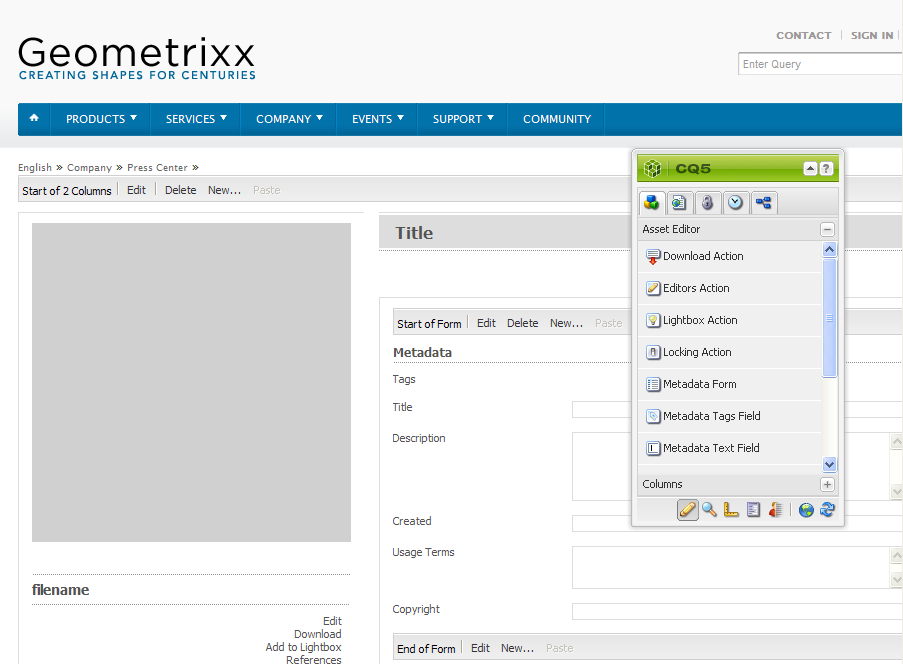 CONTACT | SIGN IN |
Geometrixx
CREATING SHAPES FOR CENTURIES
Enter Query
PRODUCTS SERVICES COMPANY EVENTS SUPPORT COMMUNITY
English » Company » Press Center »
Start of 2 Columns Edit Delete New... Paste
Title
Start of Form Edit Delete New... Paste
Metadata
Tags
Title
Description
Created
Usage Terms
Copyright
End of Form Edit New... Paste
filename
Edit
Download
Add to Lightbox
References
CQ5 ?
Asset Editor
Download Action
Editors Action
Lightbox Action
Locking Action
Metadata Form
Metadata Tags Field
Metadata Text Field
Columns